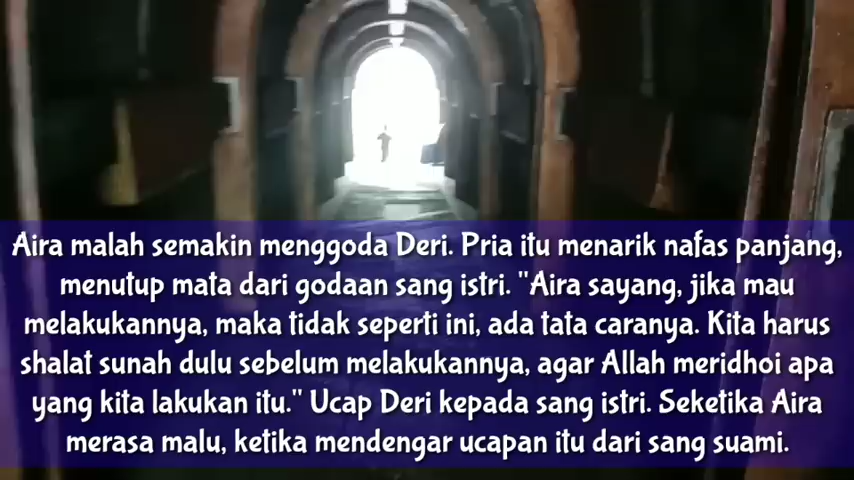 Aira malah semakin menggoda Deri. Pria itu menarik nafas panjang,
menutup mata dari godaan sang istri. "Aira sayang, jika mau
melakukannya, maka tidak seperti ini, ada tata caranya. Kita harus
shalat sunah dulu sebelum melakukannya, agar Allah meridhoi apa
yang kita lakukan itu." Ucap Deri kepada sang istri. Seketika Aira
merasa malu, ketika mendengar ucapan itu dari sang suami.